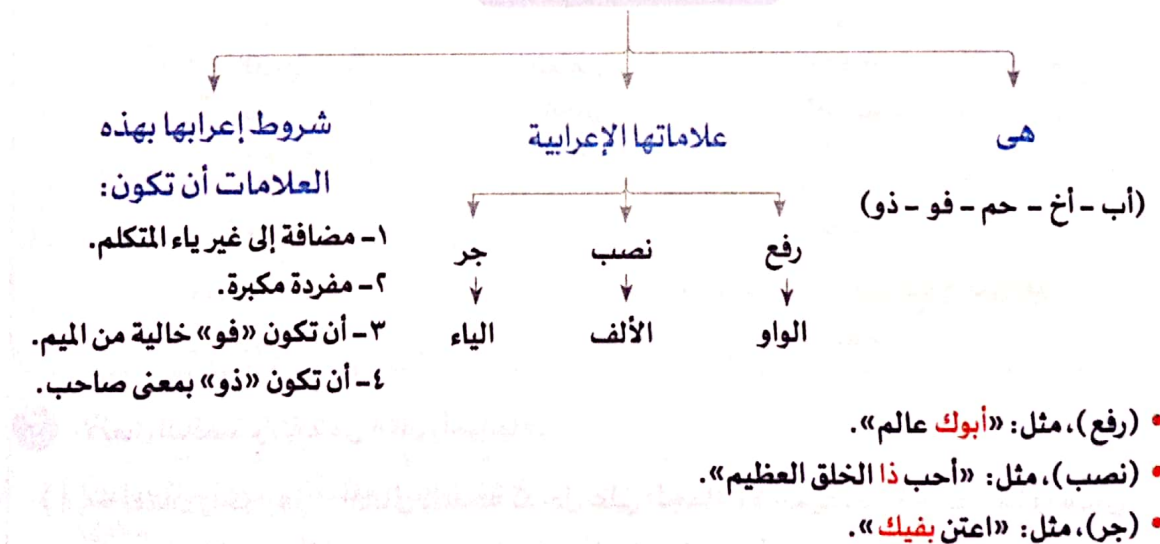 هى
(أب - أخ - حم - فو - ذو)
علاماتها الإعرابية
رفع
الواو
نصب
الألف
جر
الياء
شروط إعرابها بهذه
العلامات أن تكون:
١- مضافة إلى غير ياء المتكلم.
٢- مفردة مكبرة.
٣- أن تكون «فو» خالية من الميم.
٤- أن تكون «ذو» بمعنى صاحب.
• (رفع)، مثل: «أبوك عالم».
• (نصب)، مثل: «أحب ذا الخلق العظيم».
• (جر)، مثل: «اعتن بفيك».